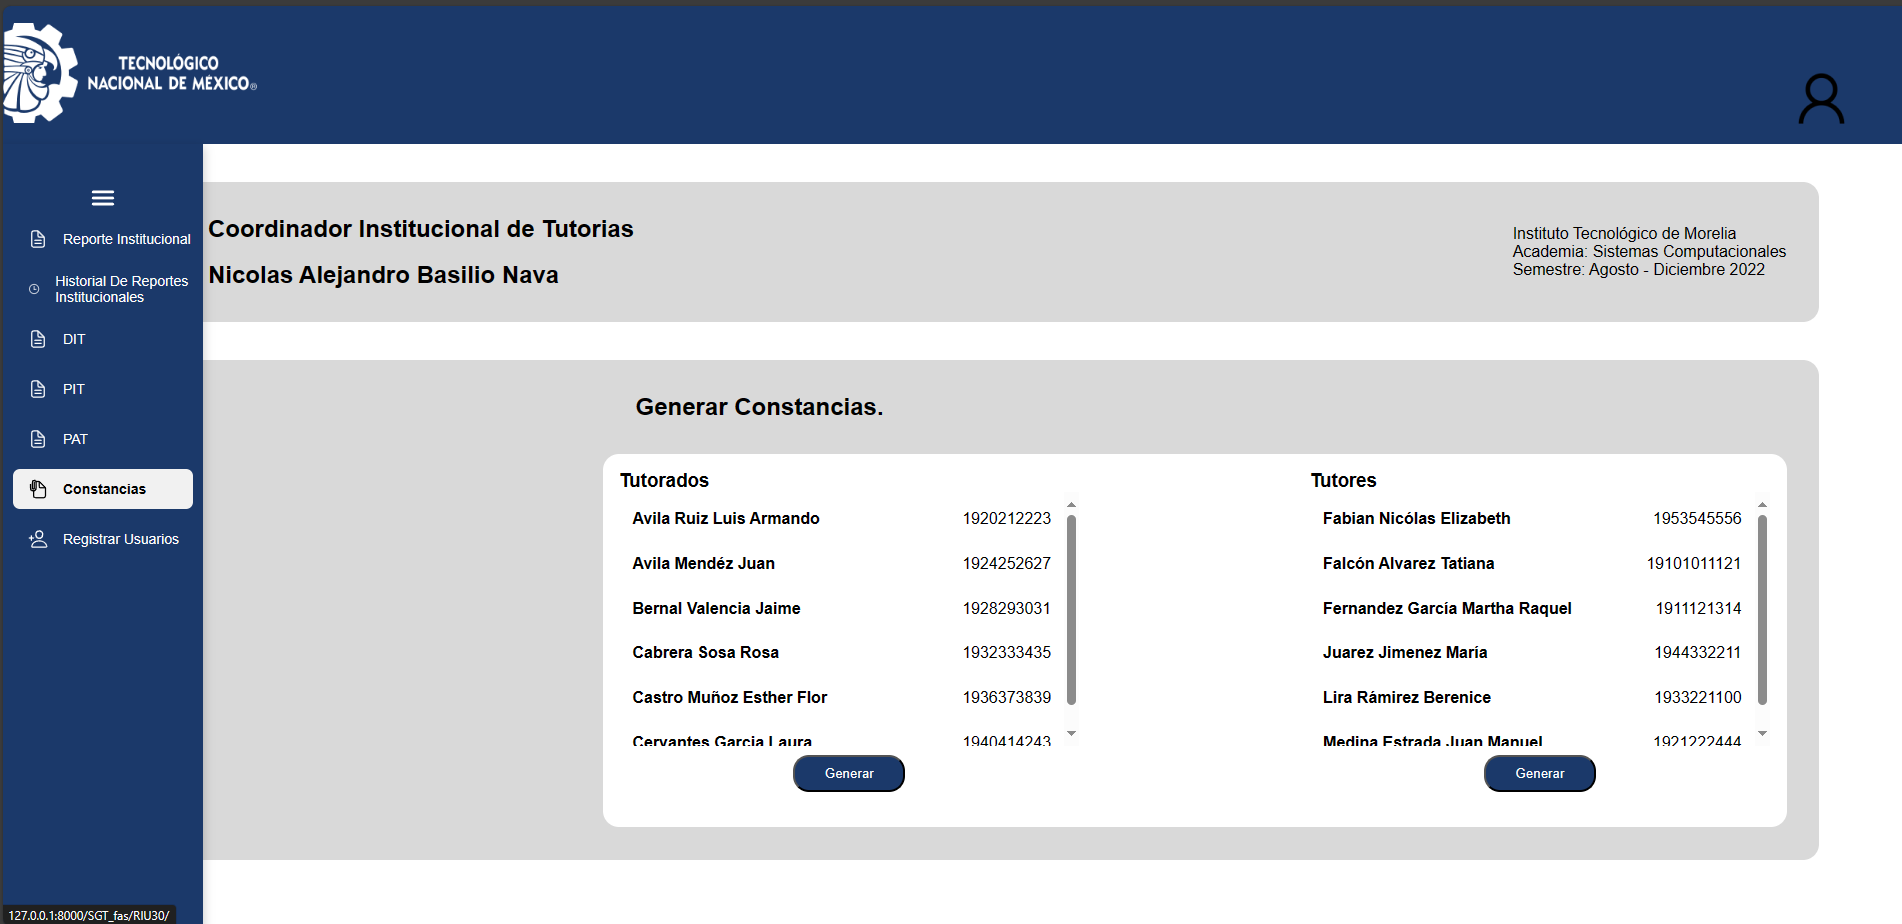 TECNOLÓGICO
NACIONAL DE MÉXICO®
Reporte Institucional
Historial De Reportes
Institucionales
DIT
PIT
PAT
Constancias
Registrar Usuarios
Coordinador Institucional de Tutorias
Nicolas Alejandro Basilio Nava
Instituto Tecnológico de Morelia
Academia: Sistemas Computacionales
Semestre: Agosto - Diciembre 2022
Generar Constancias.
Tutorados
Avila Ruiz Luis Armando 1920212223
Avila Mendéz Juan 1924252627
Bernal Valencia Jaime 1928293031
Cabrera Sosa Rosa 1932333435
Castro Muñoz Esther Flor 1936373839
Cervantes Garcia Laura 1940414243
Generar
Tutores
Fabian Nicólas Elizabeth 1953545556
Falcón Alvarez Tatiana 19101011121
Fernandez García Martha Raquel 1911121314
Juarez Jimenez María 1944332211
Lira Rámirez Berenice 1933221100
Medina Estrada Juan Manuel 1921222444
Generar
127.0.0.1:8000/SGT_fas/RIU30/